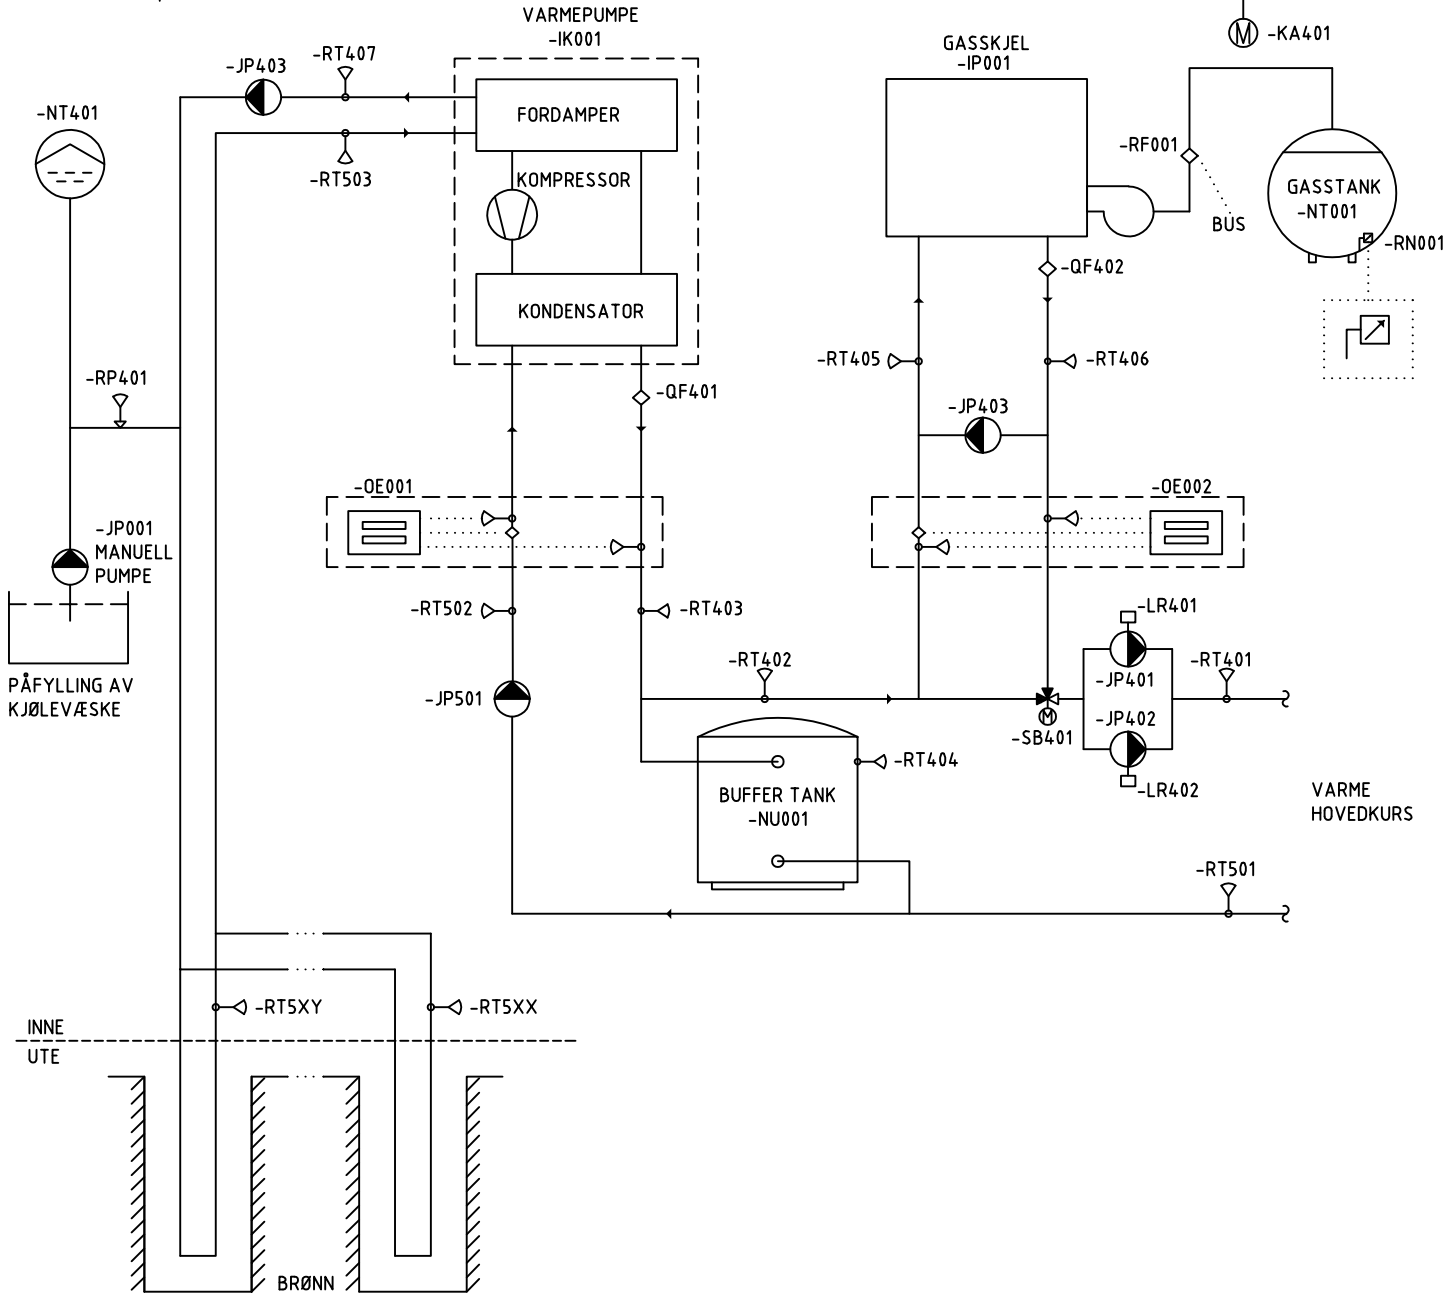 VARMEPUMPE
-IK001
-KA401
GASSKJEL
-IP001
-RT407
-JP403
-NT401
FORDAMPER
-RT503
KOMPRESSOR
-RF001
BUS
GASSTANK
-NT001
-RN001
KONDENSATOR
-QF402
-RT405
-RT406
-RP401
-QF401
-JP403
-OE001
-OE002
-JP001
MANUELL
PUMPE
PÅFYLLING AV
KJØLEVÆSKE
-RT502
-RT403
-LR401
-RT402
-RT401
-JP401
-JP501
-JP402
-SB401
-RT404
-LR402
BUFFER TANK
-NU001
VARME
HOVEDKURS
-RT501
-RT5XY
-RT5XX
INNE
UTE
BRØNN
M
M